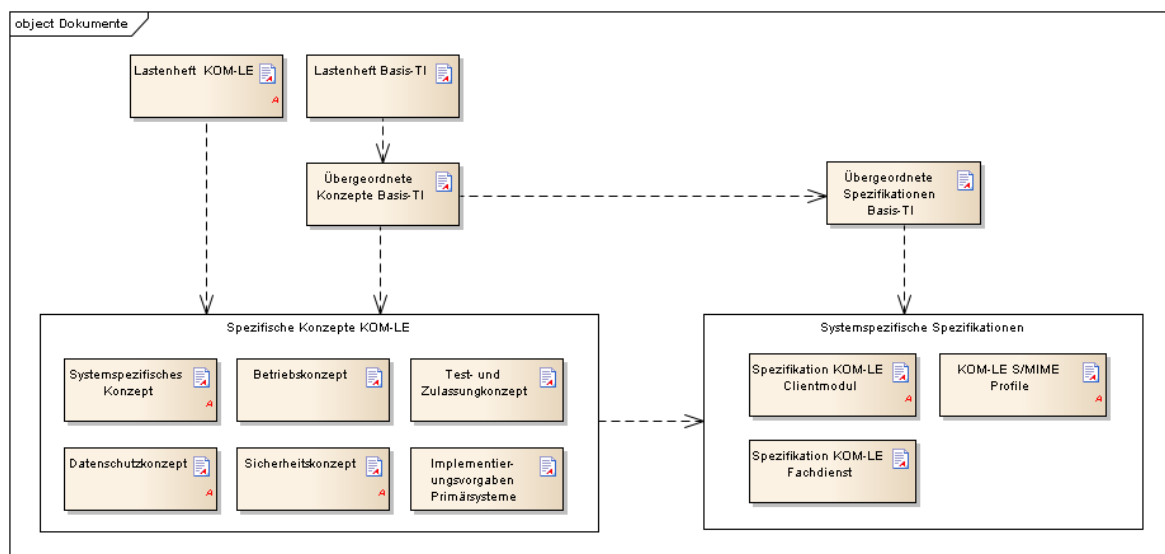 object Dokumente
Lastenheft KOM-LE
A
Lastenheft Basis-TI
Übergeordnete
Konzepte Basis-TI
Übergeordnete
Spezifikationen
Basis-TI
Spezifische Konzepte KOM-LE
Systemspezifisches
Konzept
A
Betriebskonzept
Test- und
Zulassungkonzept
Datenschutzkonzept
A
Sicherheitskonzept
A
Implementier-
ungsvorgaben
Primärsysteme
Systemspezifische Spezifikationen
Spezifikation KOM-LE
Clientmodul
A
KOM-LE S/MIME
Profile
A
Spezifikation KOM-LE
Fachdienst